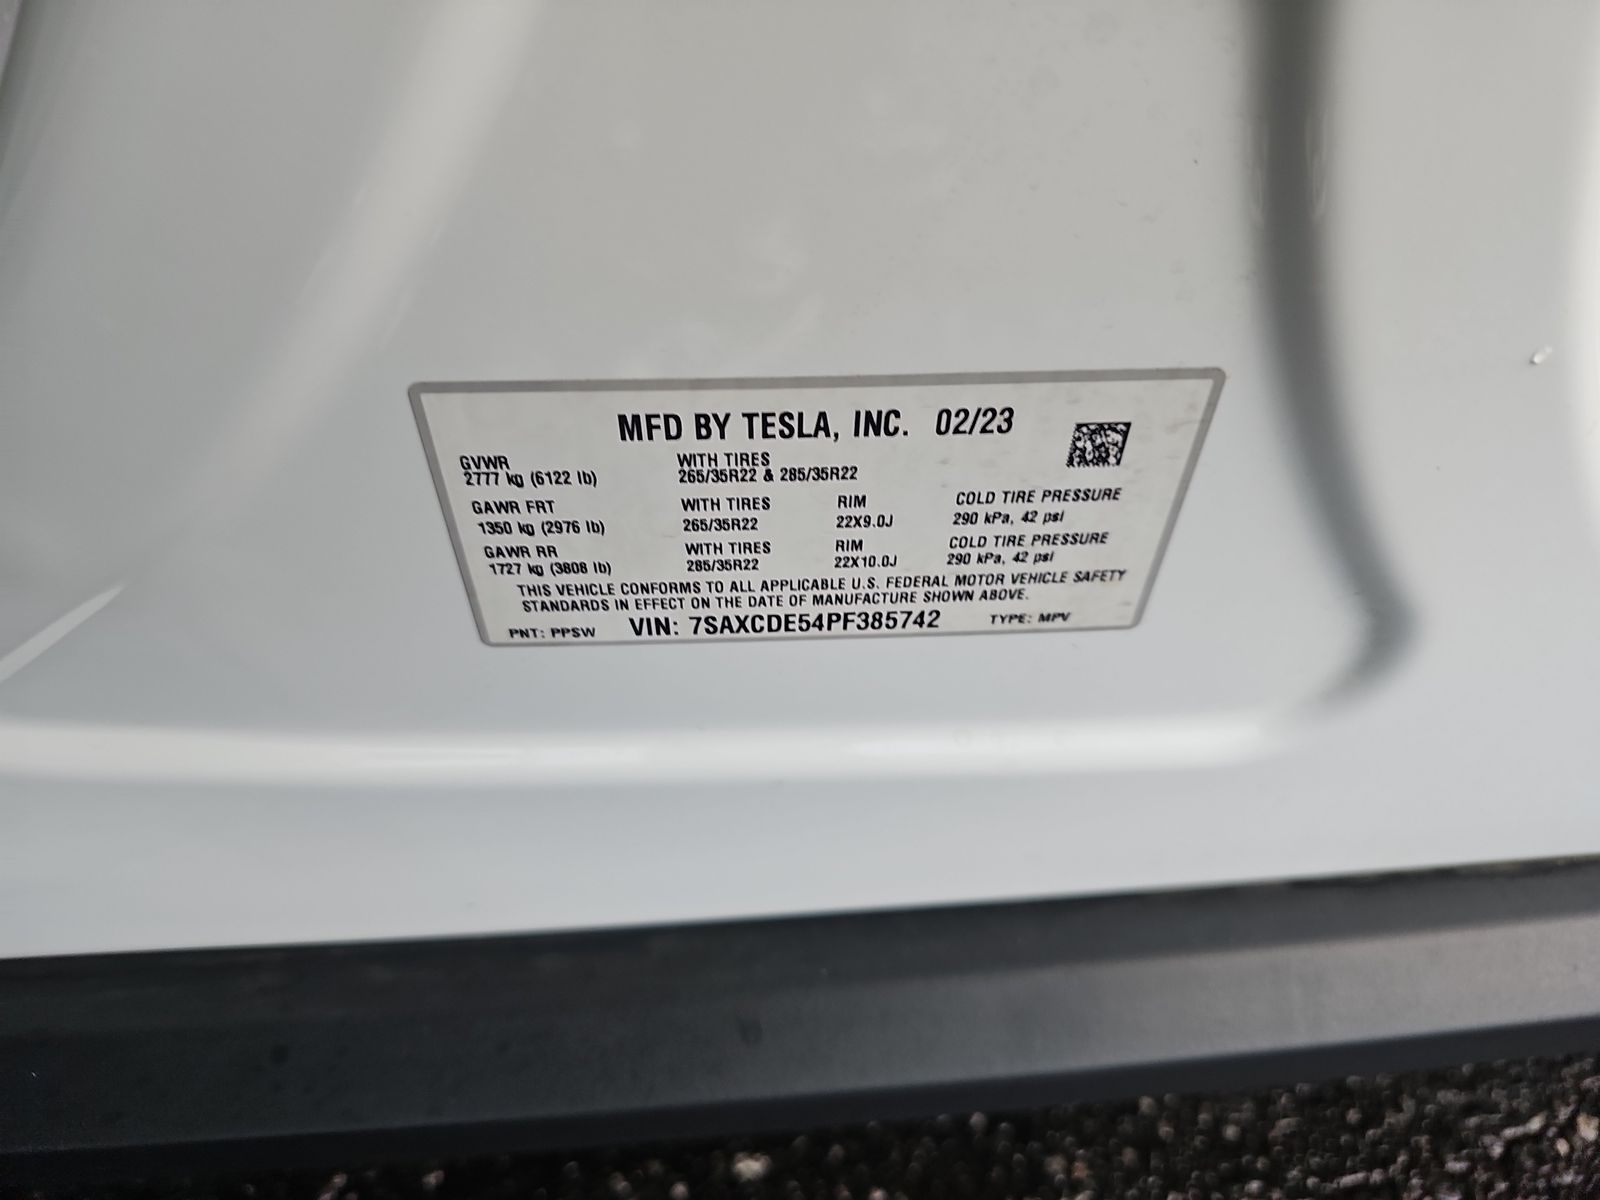 MFD BY TESLA, INC. 02/23
GVWR WITH TIRES
2777 kg (6122 lb) 265/35R22 & 285/35R22
GAWR FRT WITH TIRES RIM COLD TIRE PRESSURE
1350 kg (2976 lb) 265/35R22 22X9.0J 290 kPa, 42 psi
GAWR RR WITH TIRES RIM COLD TIRE PRESSURE
1727 kg (3808 lb) 285/35R22 22X10.0J 290 kPa, 42 psi
THIS VEHICLE CONFORMS TO ALL APPLICABLE U.S. FEDERAL MOTOR VEHICLE SAFETY
STANDARDS IN EFFECT ON THE DATE OF MANUFACTURE SHOWN ABOVE.
PNT: PPSW VIN: 7SAXCDE54PF385742 TYPE: MPV